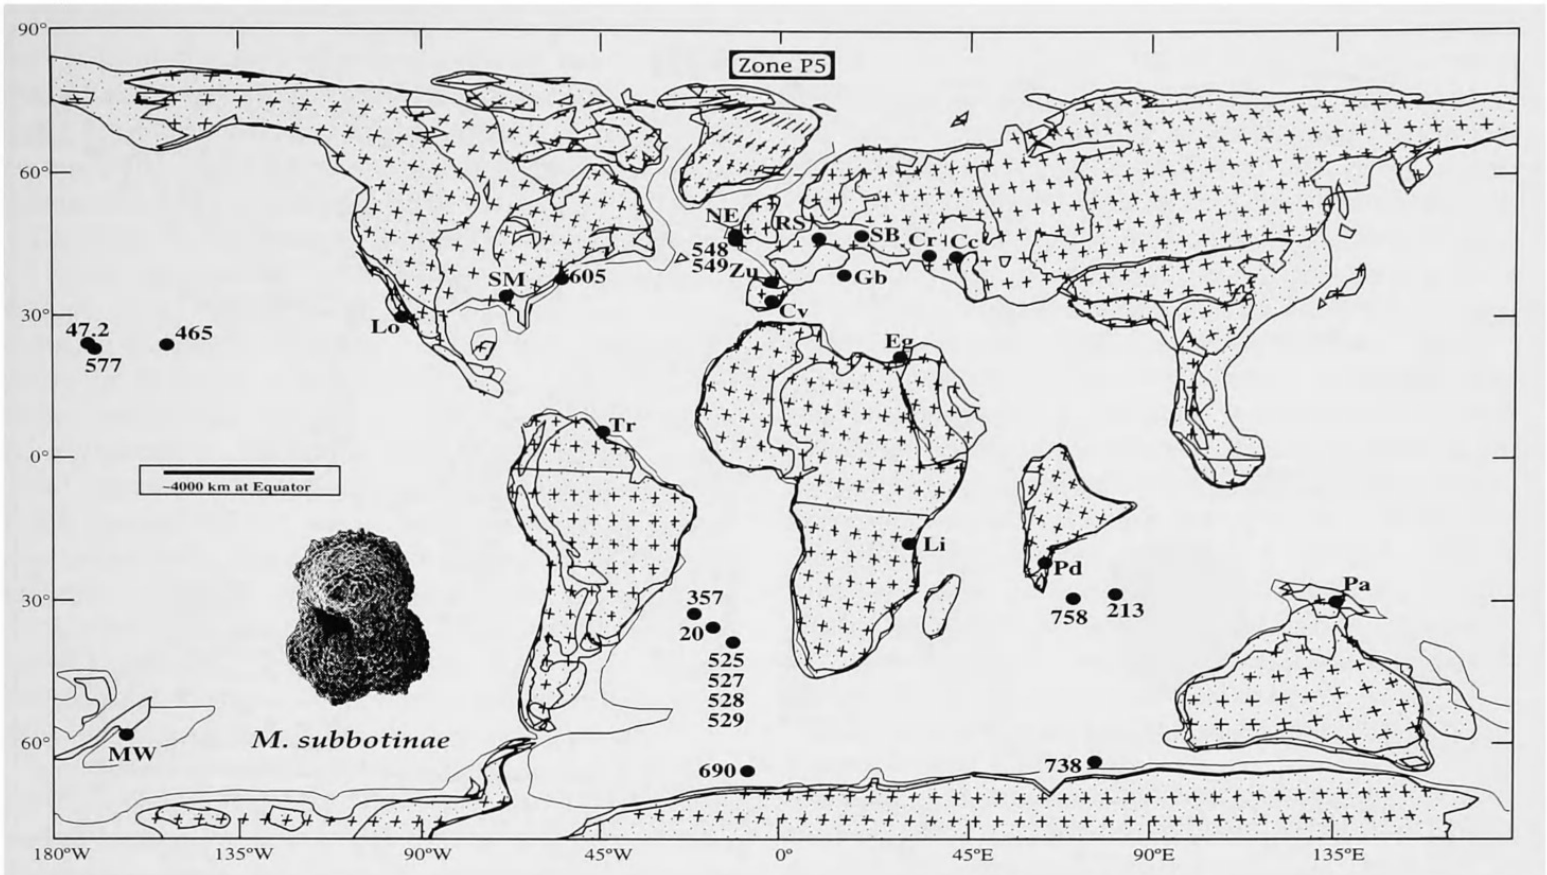 90°
Zone P5
60°
NE
RS
SB
Cr
Cc
548
549
Zu
Gb
SM
605
Cv
Lo
30°
47.2
465
577
Eg
Tr
0°
~4000 km at Equator
Li
Pd
Pa
30°
357
758
213
20
525
527
528
529
M. subbotinae
60°
MW
690
738
180°W
135°W
90°W
45°W
0°
45°E
90°E
135°E